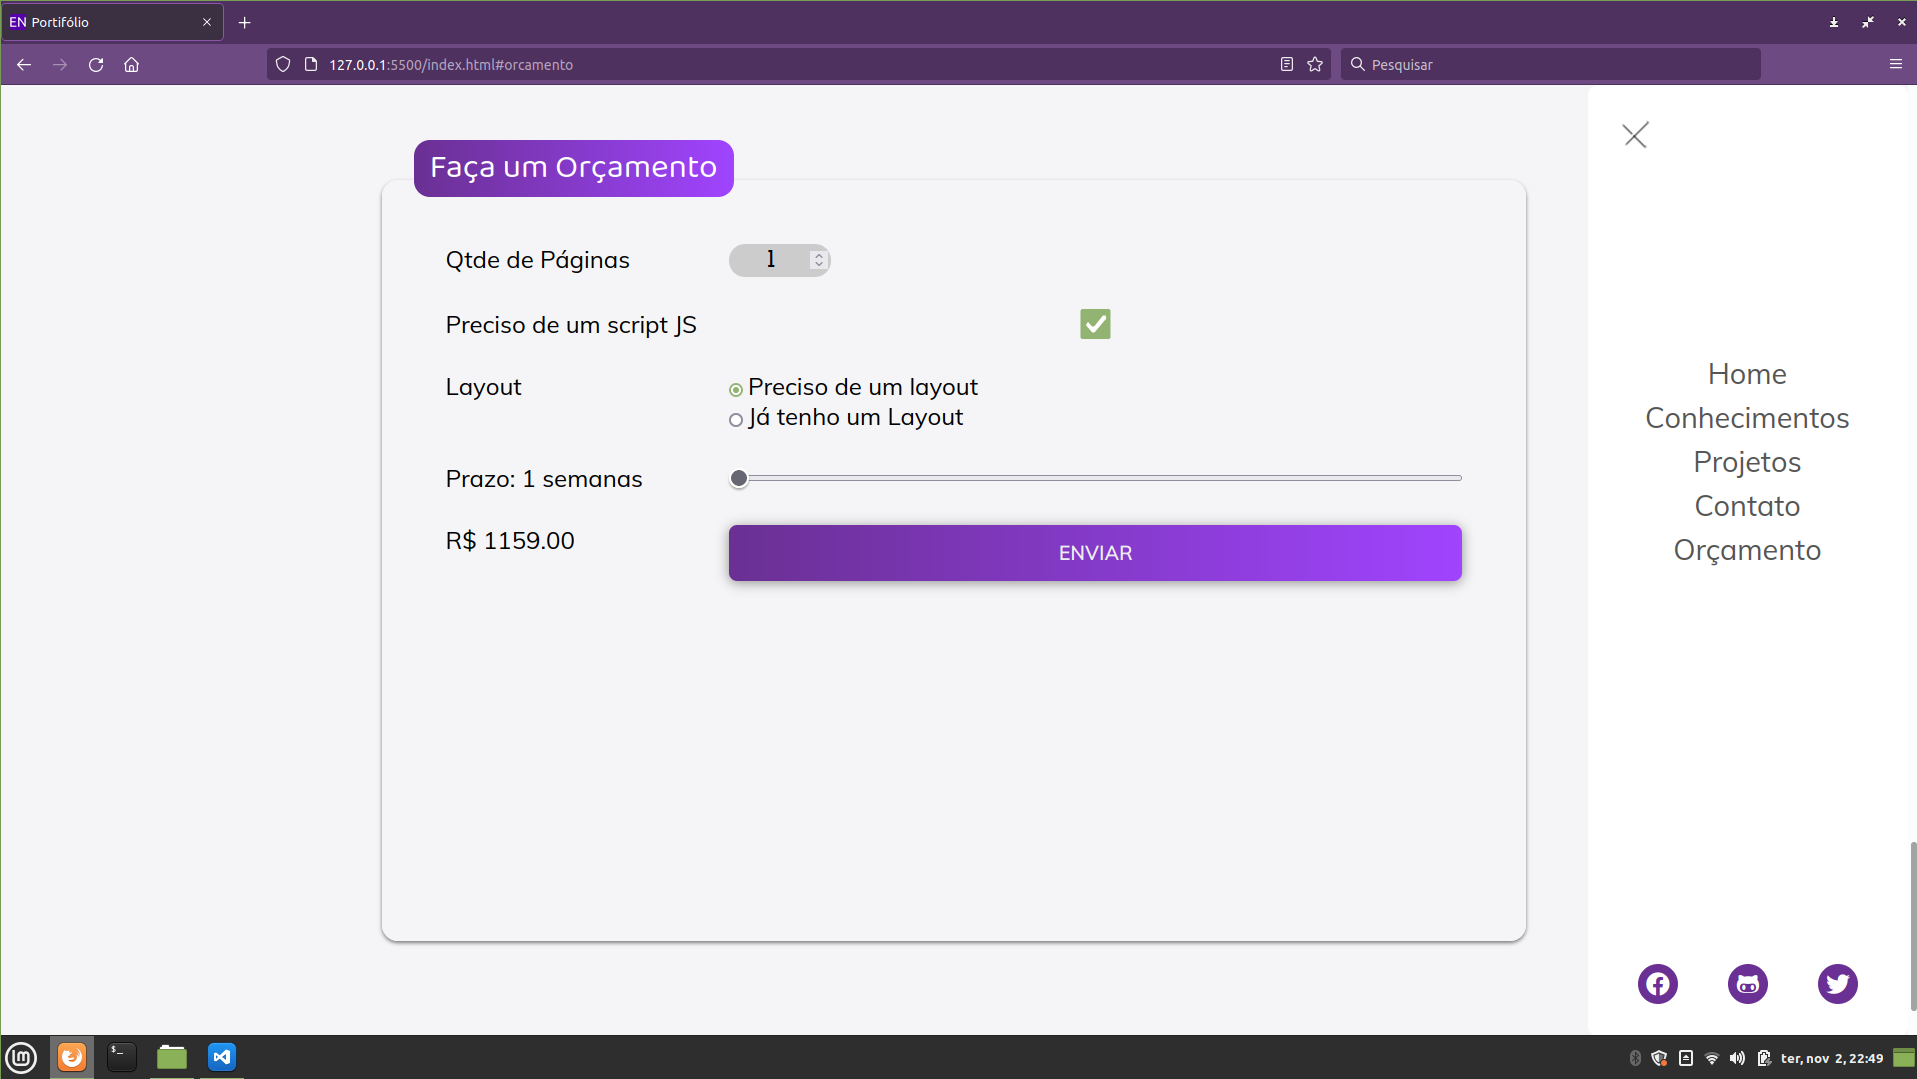 EN Portifólio
127.0.0.1:5500/index.html#orcamento
Pesquisar
Faça um Orçamento
Qtde de Páginas
1
Preciso de um script JS
Layout
Preciso de um layout
Já tenho um Layout
Prazo: 1 semanas
R$ 1159.00
ENVIAR
Home
Conhecimentos
Projetos
Contato
Orçamento
$_
lm
ter, nov 2, 22:49